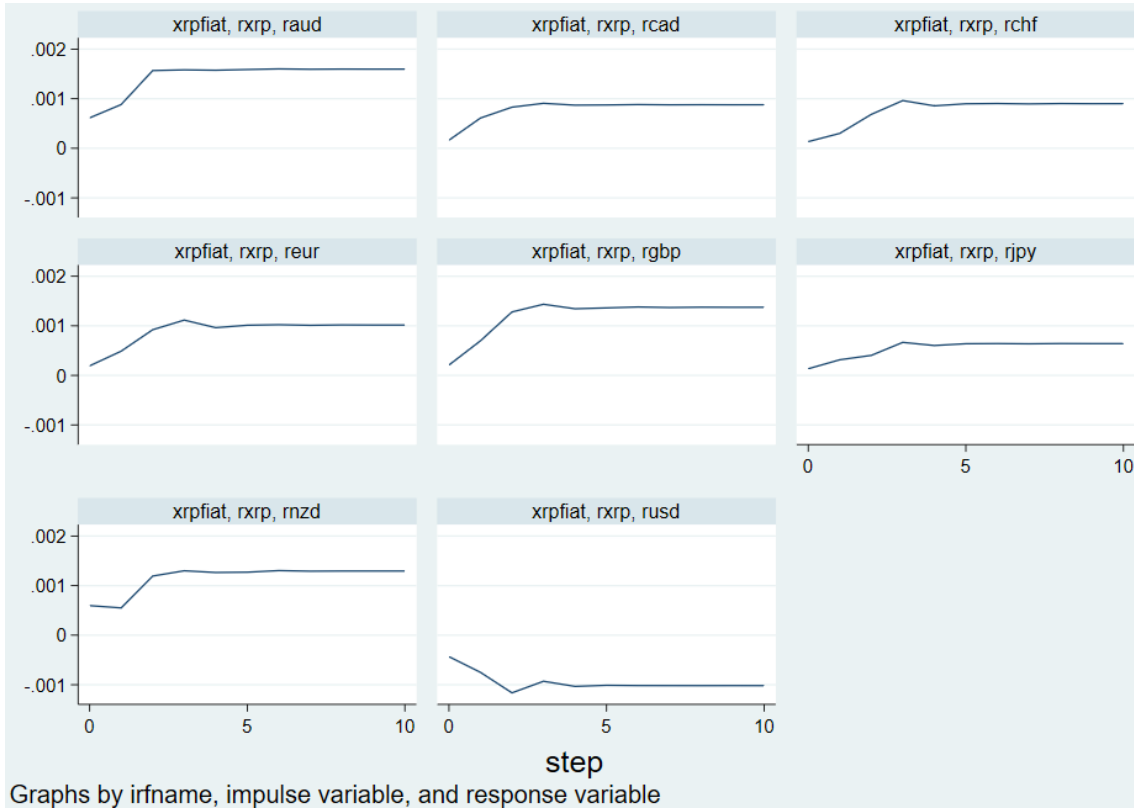 xrpfiat, rxrp, raud
xrpfiat, rxrp, rcad
xrpfiat, rxrp, rchf
.002
.001
0
-.001
xrpfiat, rxrp, reur
xrpfiat, rxrp, rgbp
xrpfiat, rxrp, rjpy
.002
.001
0
-.001
0 5 10
xrpfiat, rxrp, rnzd
xrpfiat, rxrp, rusd
.002
.001
0
-.001
0 5 10
0 5 10
step
Graphs by irfname, impulse variable, and response variable